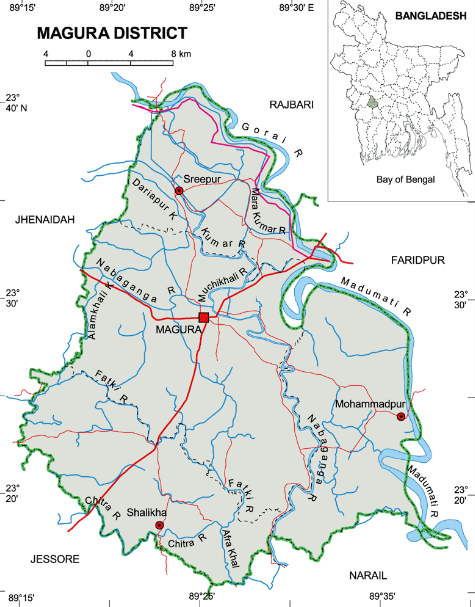 89°15'
89°20'
89°25'
89°30' E
MAGURA DISTRICT
4 0 4 8 km
BANGLADESH
Bay of Bengal
23°
40' N
RAJBARI
Gorai R
Sreepur
Dariapur K
Mara Kumar R
Kumar R
JHENAIDAH
FARIDPUR
Nabaganga R
Muchikhali R
Alamkhali K
Madumati R
23°
30'
23°
30'
MAGURA
Fatki R
Mohammadpur
Nabaganga R
Madumati R
23°
20'
23°
20'
Fatki R
Chitra R
Shalikha
Chitra R
Afra Khal
JESSORE
NARAIL
89°15'
89°25'
89°35'